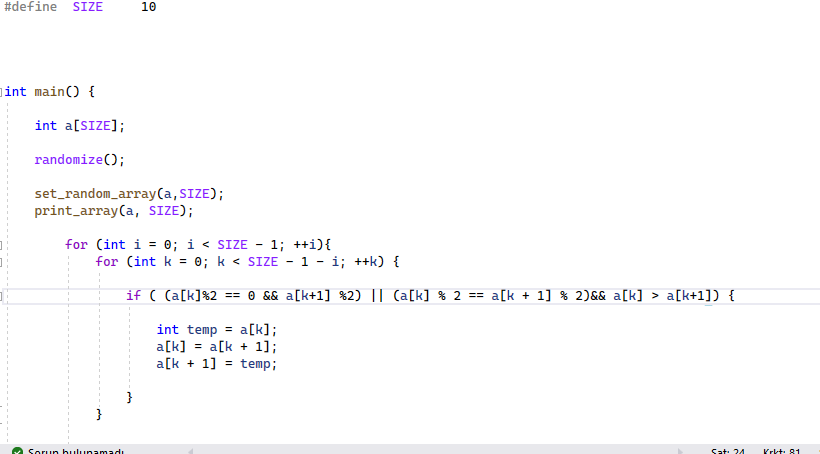 #define  SIZE     10
int main() {
int a[SIZE];
randomize();
set_random_array(a,SIZE);
print_array(a, SIZE);
for (int i = 0; i < SIZE - 1; ++i){
for (int k = 0; k < SIZE - 1 - i; ++k) {
if ( (a[k]%2 == 0 && a[k+1] %2) || (a[k] % 2 == a[k + 1] % 2)&& a[k] > a[k+1]) {
int temp = a[k];
a[k] = a[k + 1];
a[k + 1] = temp;
}
}
Sorun bulunamadı Sat: 24 Krkt: 81